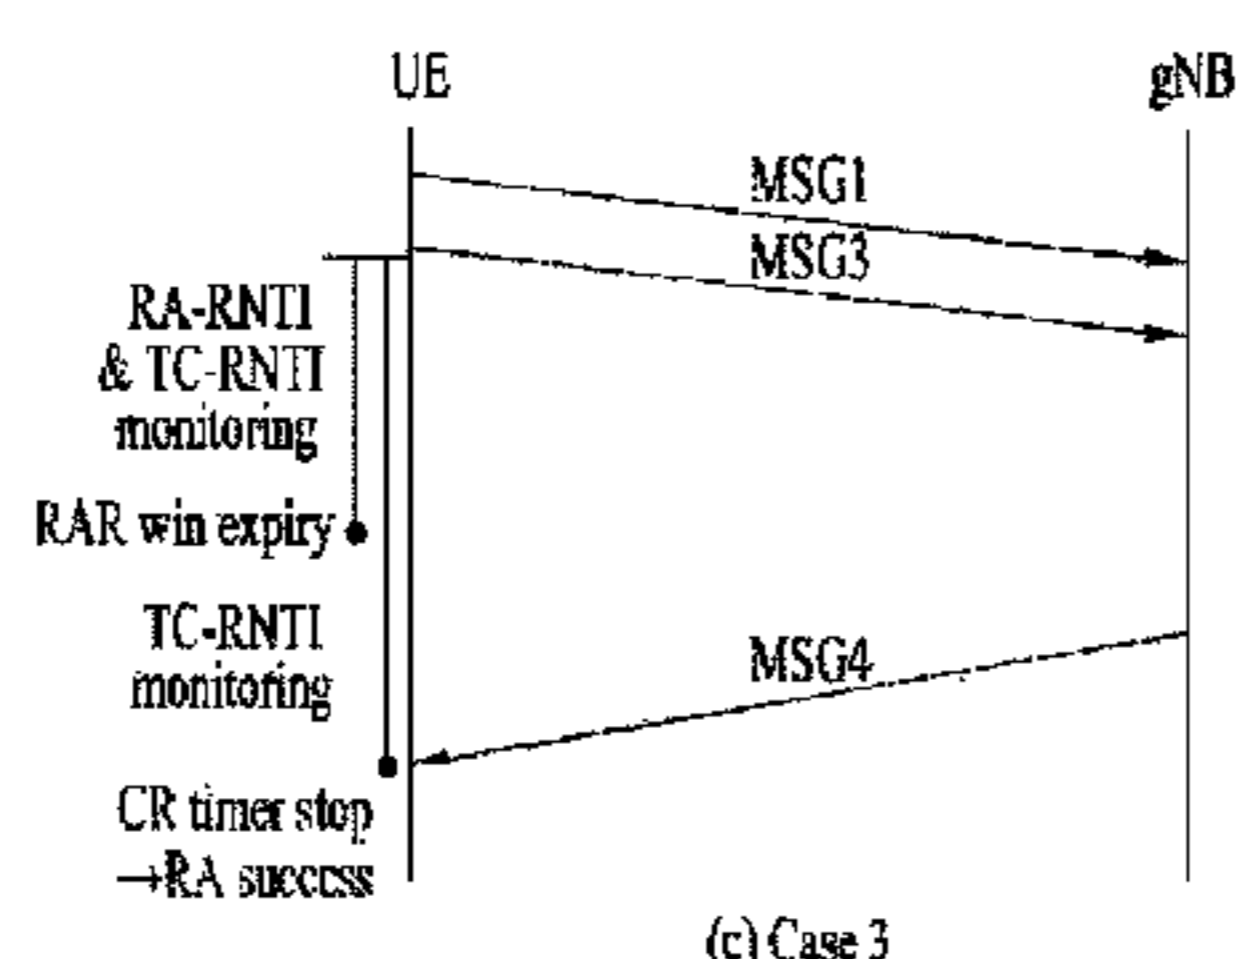 UE
gNB
MSG1
MSG3
RA-RNTI
& TC-RNTI
monitoring
RAR win expiry
TC-RNTI
monitoring
MSG4
CR timer stop
→RA success
(c) Case 3